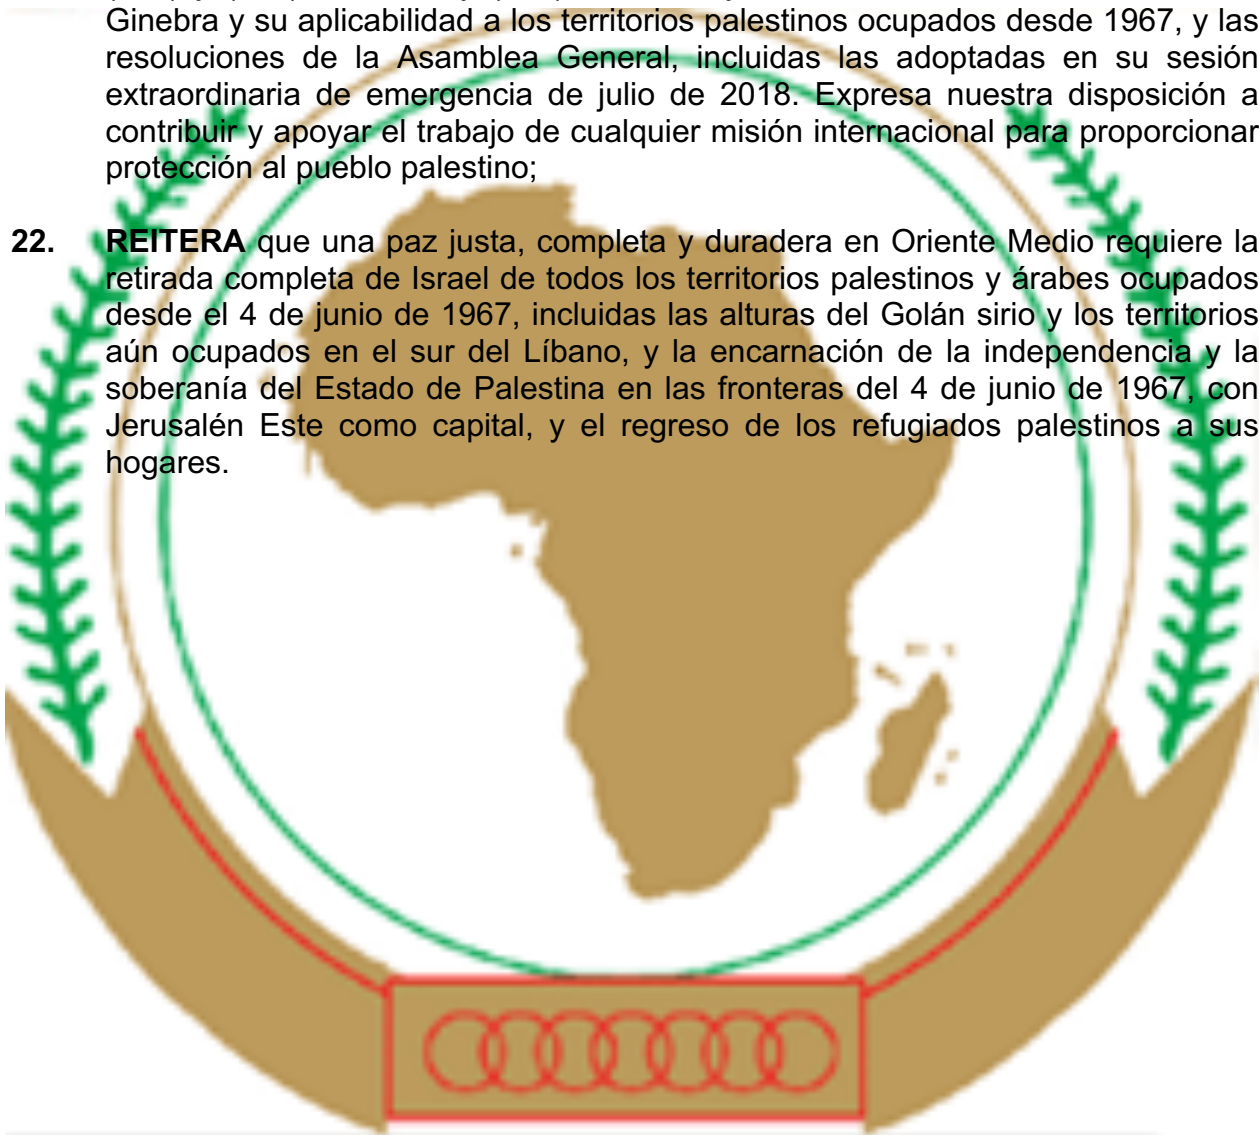 Ginebra y su aplicabilidad a los territorios palestinos ocupados desde 1967, y las
resoluciones de la Asamblea General, incluidas las adoptadas en su sesión
extraordinaria de emergencia de julio de 2018. Expresa nuestra disposición a
contribuir y apoyar el trabajo de cualquier misión internacional para proporcionar
protección al pueblo palestino;
22. REITERA que una paz justa, completa y duradera en Oriente Medio requiere la
retirada completa de Israel de todos los territorios palestinos y árabes ocupados
desde el 4 de junio de 1967, incluidas las alturas del Golán sirio y los territorios
aún ocupados en el sur del Líbano, y la encarnación de la independencia y la
soberanía del Estado de Palestina en las fronteras del 4 de junio de 1967, con
Jerusalén Este como capital, y el regreso de los refugiados palestinos a sus
hogares.